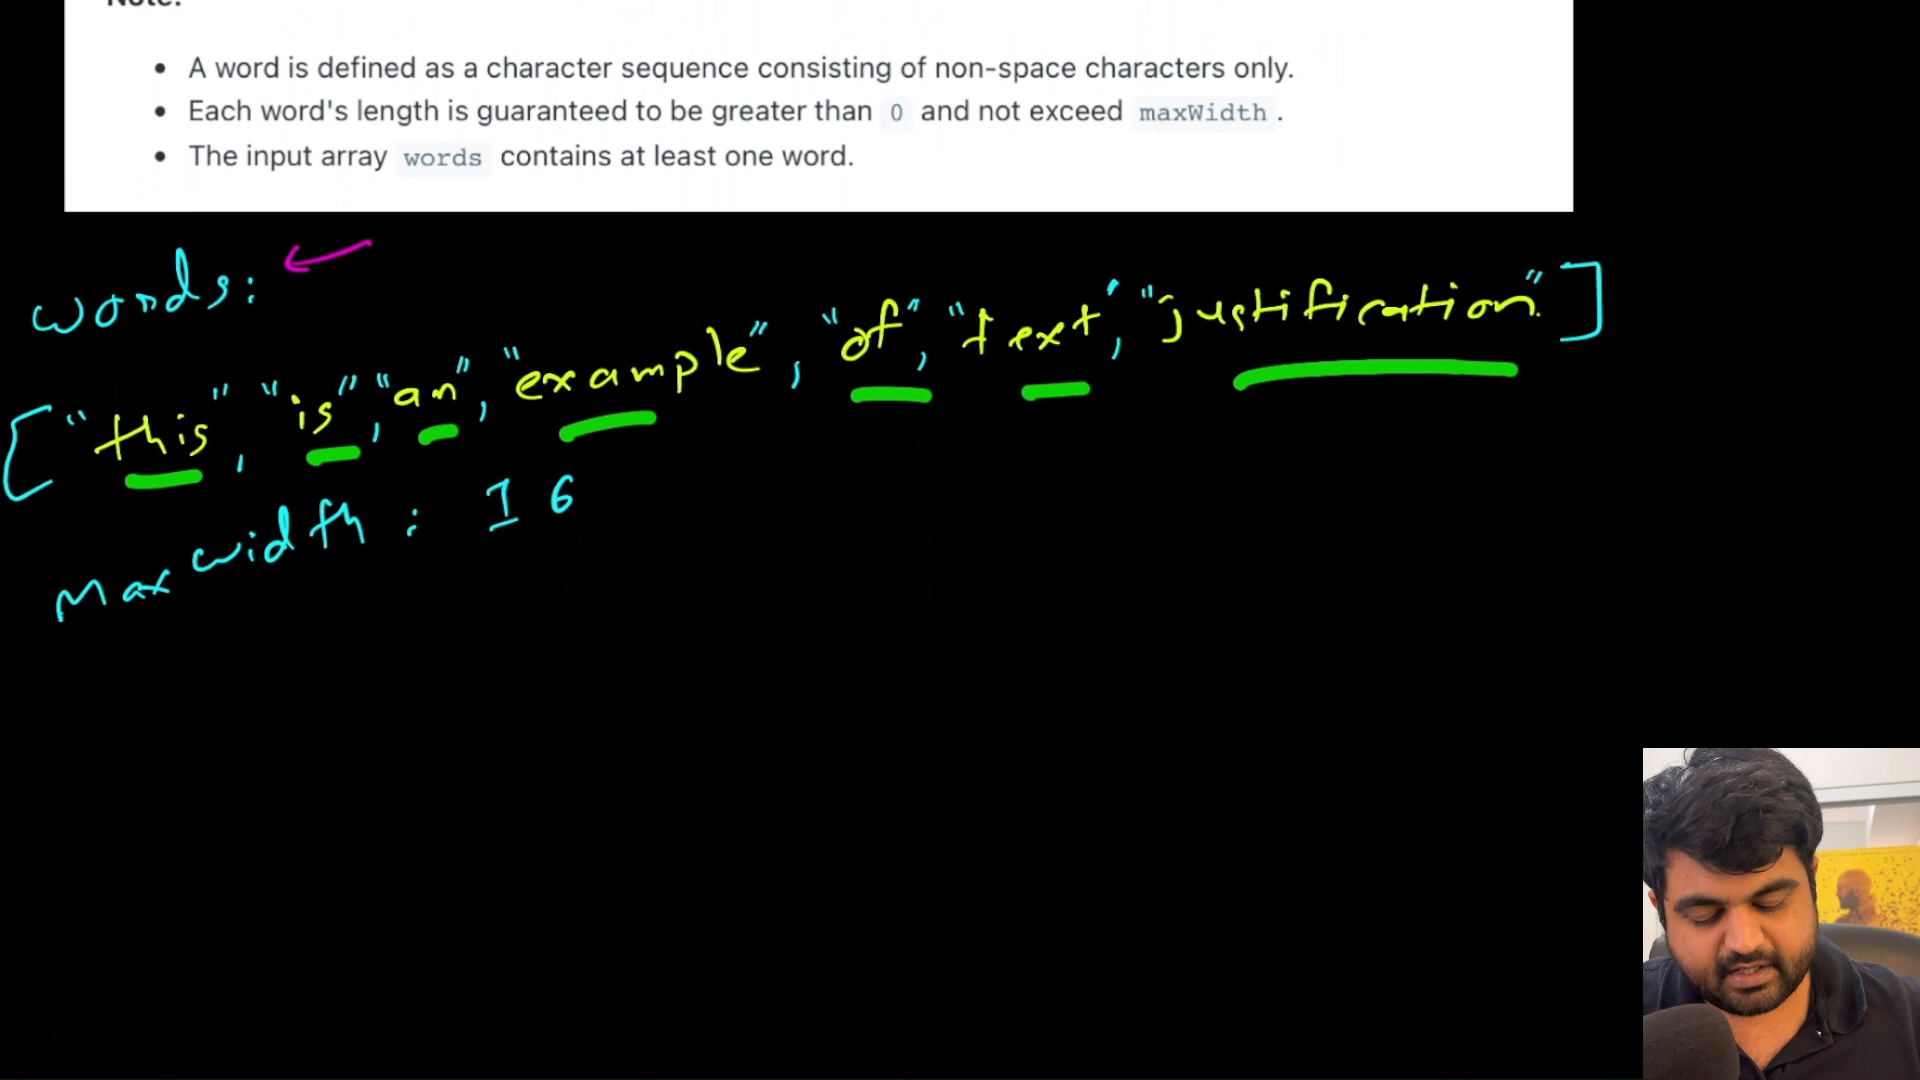 Note:
• A word is defined as a character sequence consisting of non-space characters only.
• Each word's length is guaranteed to be greater than 0 and not exceed maxWidth.
• The input array words contains at least one word.
words:
["this", "is", "an", "example", "of", "text", "justification."]
Maxwidth: 16